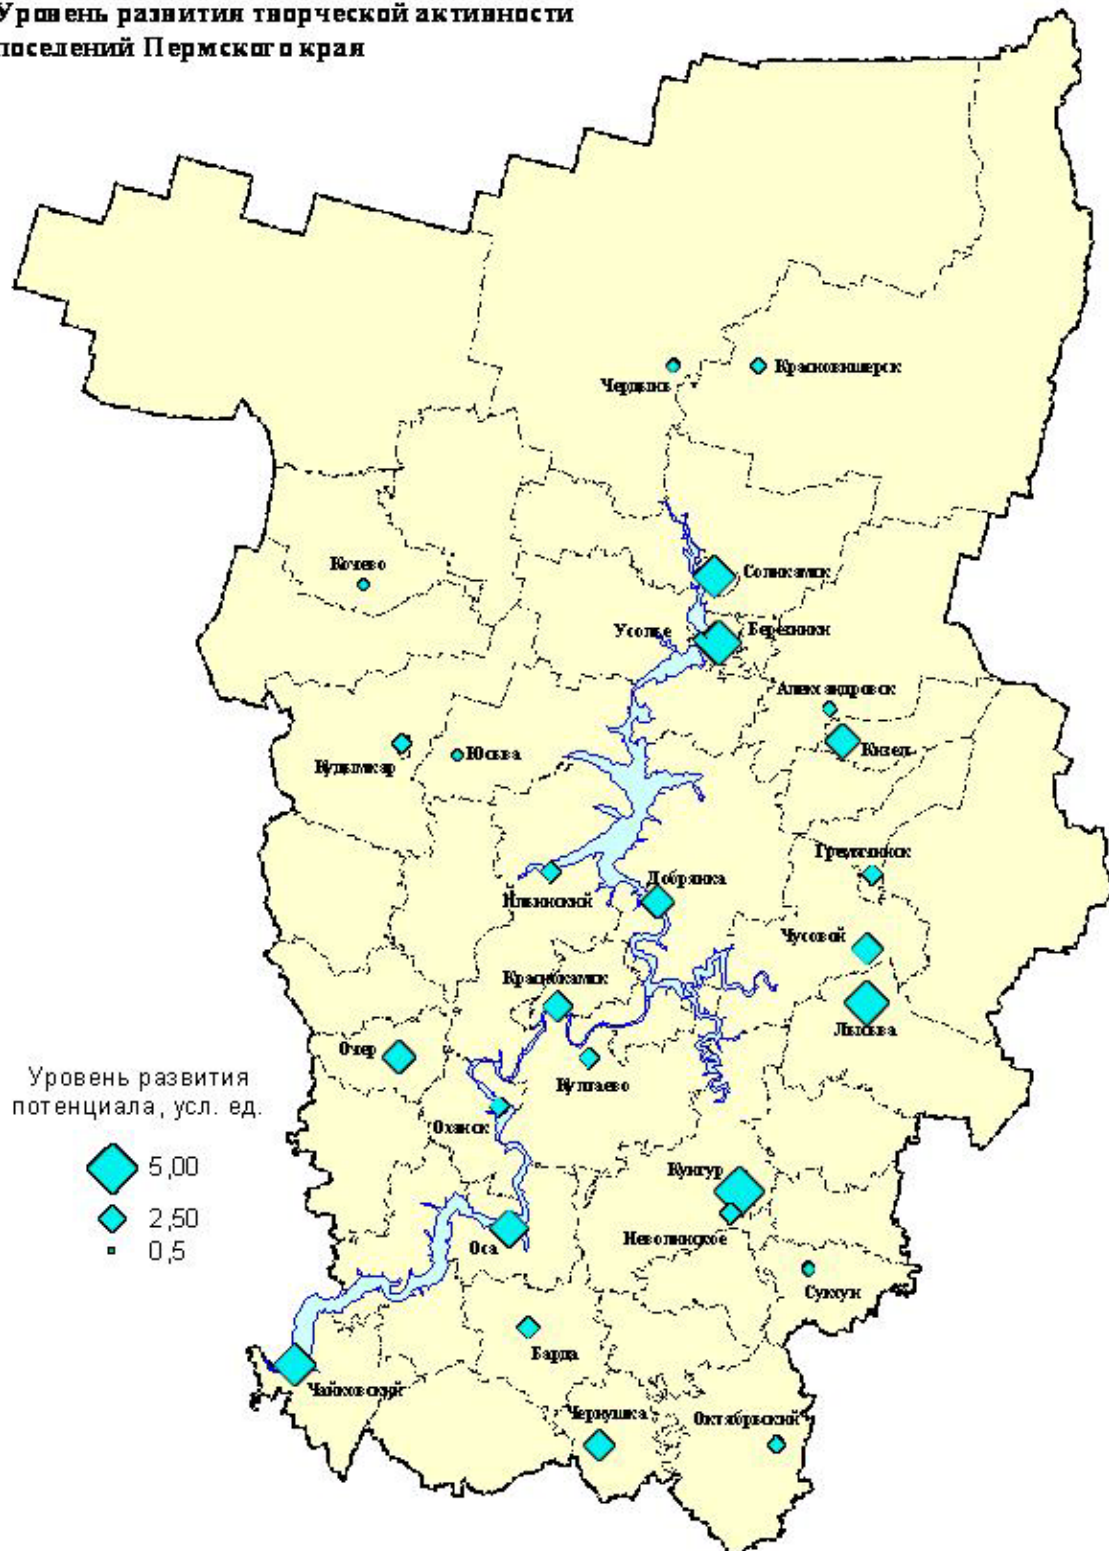 Уровень развития творческой активности
поселений Пермского края
Чердынь
Красновишерск
Кочево
Соликамск
Усолье
Березники
Александровск
Кизел
Кудымкар
Юсьва
Гремячинск
Ильинский
Добрянка
Чусовой
Краснокамск
Лысьва
Очер
Култаево
Уровень развития
потенциала, усл. ед.
Оханск
5,00
2,50
0,5
Кунгур
Неволинское
Оса
Суксун
Барда
Чайковский
Чернушка
Октябрьский